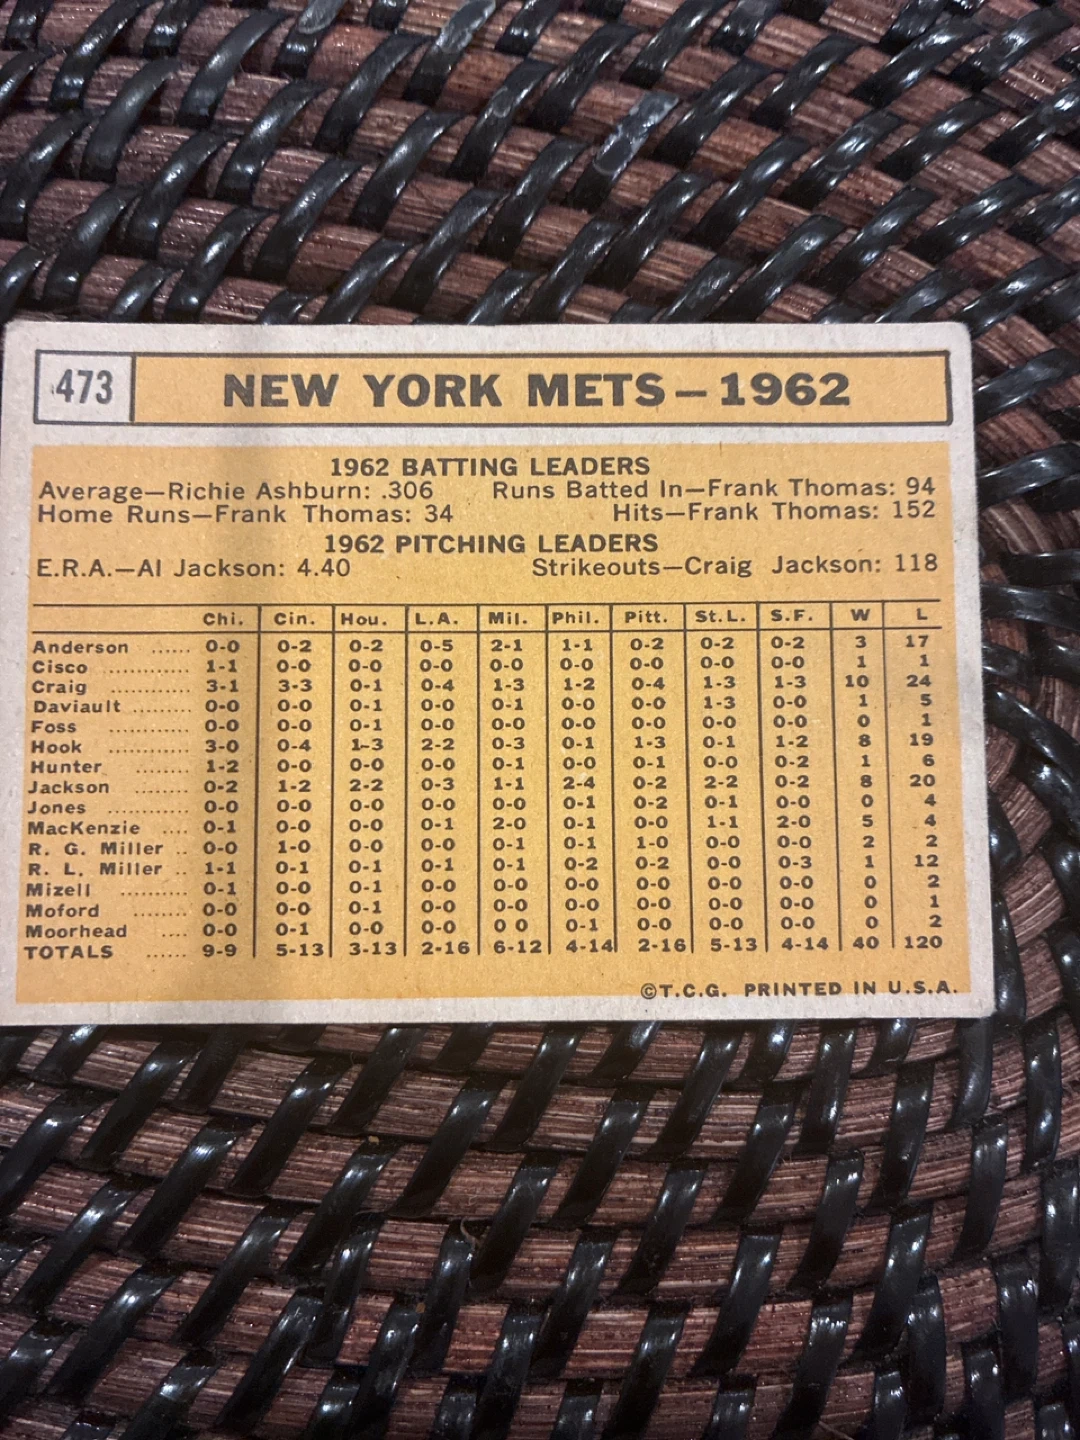 473 NEW YORK METS—1962
1962 BATTING LEADERS
Average—Richie Ashburn: .306 Runs Batted In—Frank Thomas: 94
Home Runs—Frank Thomas: 34 Hits—Frank Thomas: 152
1962 PITCHING LEADERS
E.R.A.—Al Jackson: 4.40 Strikeouts—Craig Jackson: 118
Chi. Cin. Hou. L.A. Mil. Phil. Pitt. St.L. S.F. W L
Anderson ...... 0-0 0-2 0-2 0-5 2-1 1-1 0-2 0-2 0-2 3 17
Cisco ............ 1-1 0-0 0-0 0-0 0-0 0-0 0-0 0-0 0-0 1 1
Craig ............ 3-1 3-3 0-1 0-4 1-3 1-2 0-4 1-3 1-3 10 24
Daviault ......... 0-0 0-0 0-1 0-0 0-1 0-0 0-0 1-3 0-0 1 5
Foss ............ 0-0 0-0 0-1 0-0 0-0 0-0 0-0 0-0 0-0 0 1
Hook ............ 3-0 0-4 1-3 2-2 0-3 0-1 1-3 0-1 1-2 8 19
Hunter ........ 1-2 0-0 0-0 0-0 0-1 0-0 0-1 0-0 0-2 1 6
Jackson ........ 0-2 1-2 2-2 0-3 1-1 2-4 0-2 2-2 0-2 8 20
Jones ............ 0-0 0-0 0-0 0-0 0-0 0-1 0-2 0-1 0-0 0 4
MacKenzie .... 0-1 0-0 0-0 0-1 2-0 0-1 0-0 1-1 2-0 5 4
R. G. Miller .. 0-0 1-0 0-0 0-0 0-1 0-1 1-0 0-0 0-0 2 2
R. L. Miller .. 1-1 0-1 0-1 0-1 0-1 0-2 0-2 0-0 0-3 1 12
Mizell .......... 0-1 0-0 0-1 0-0 0-0 0-0 0-0 0-0 0-0 0 2
Moford ........ 0-0 0-0 0-1 0-0 0-0 0-0 0-0 0-0 0-0 0 1
Moorhead .... 0-0 0-1 0-0 0-0 0 0 0-1 0-0 0-0 0-0 0 2
TOTALS ...... 9-9 5-13 3-13 2-16 6-12 4-14 2-16 5-13 4-14 40 120
©T.C.G. PRINTED IN U.S.A.